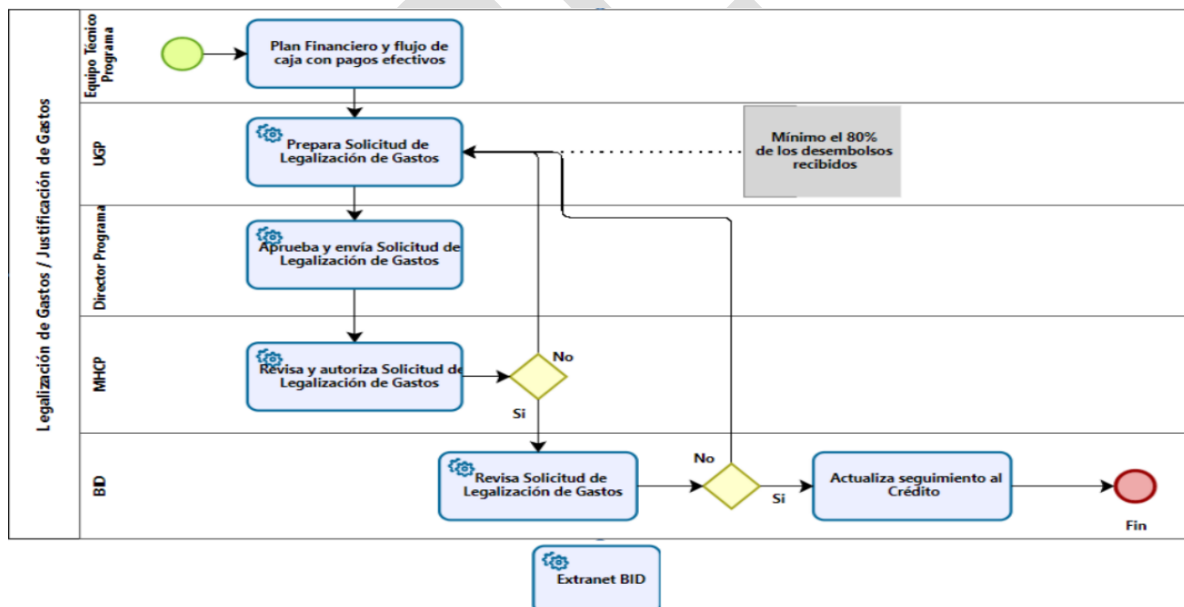 Legalización de Gastos / Justificación de Gastos
Equipo Técnico
Programa
Plan Financiero y flujo de
caja con pagos efectivos
UGP
Prepara Solicitud de
Legalización de Gastos
Mínimo el 80%
de los desembolsos
recibidos
Director Programa
Aprueba y envía Solicitud de
Legalización de Gastos
MHCP
Revisa y autoriza Solicitud de
Legalización de Gastos
No
Si
BID
Revisa Solicitud de
Legalización de Gastos
No
Si
Actualiza seguimiento al
Crédito
Fin
Extranet BID